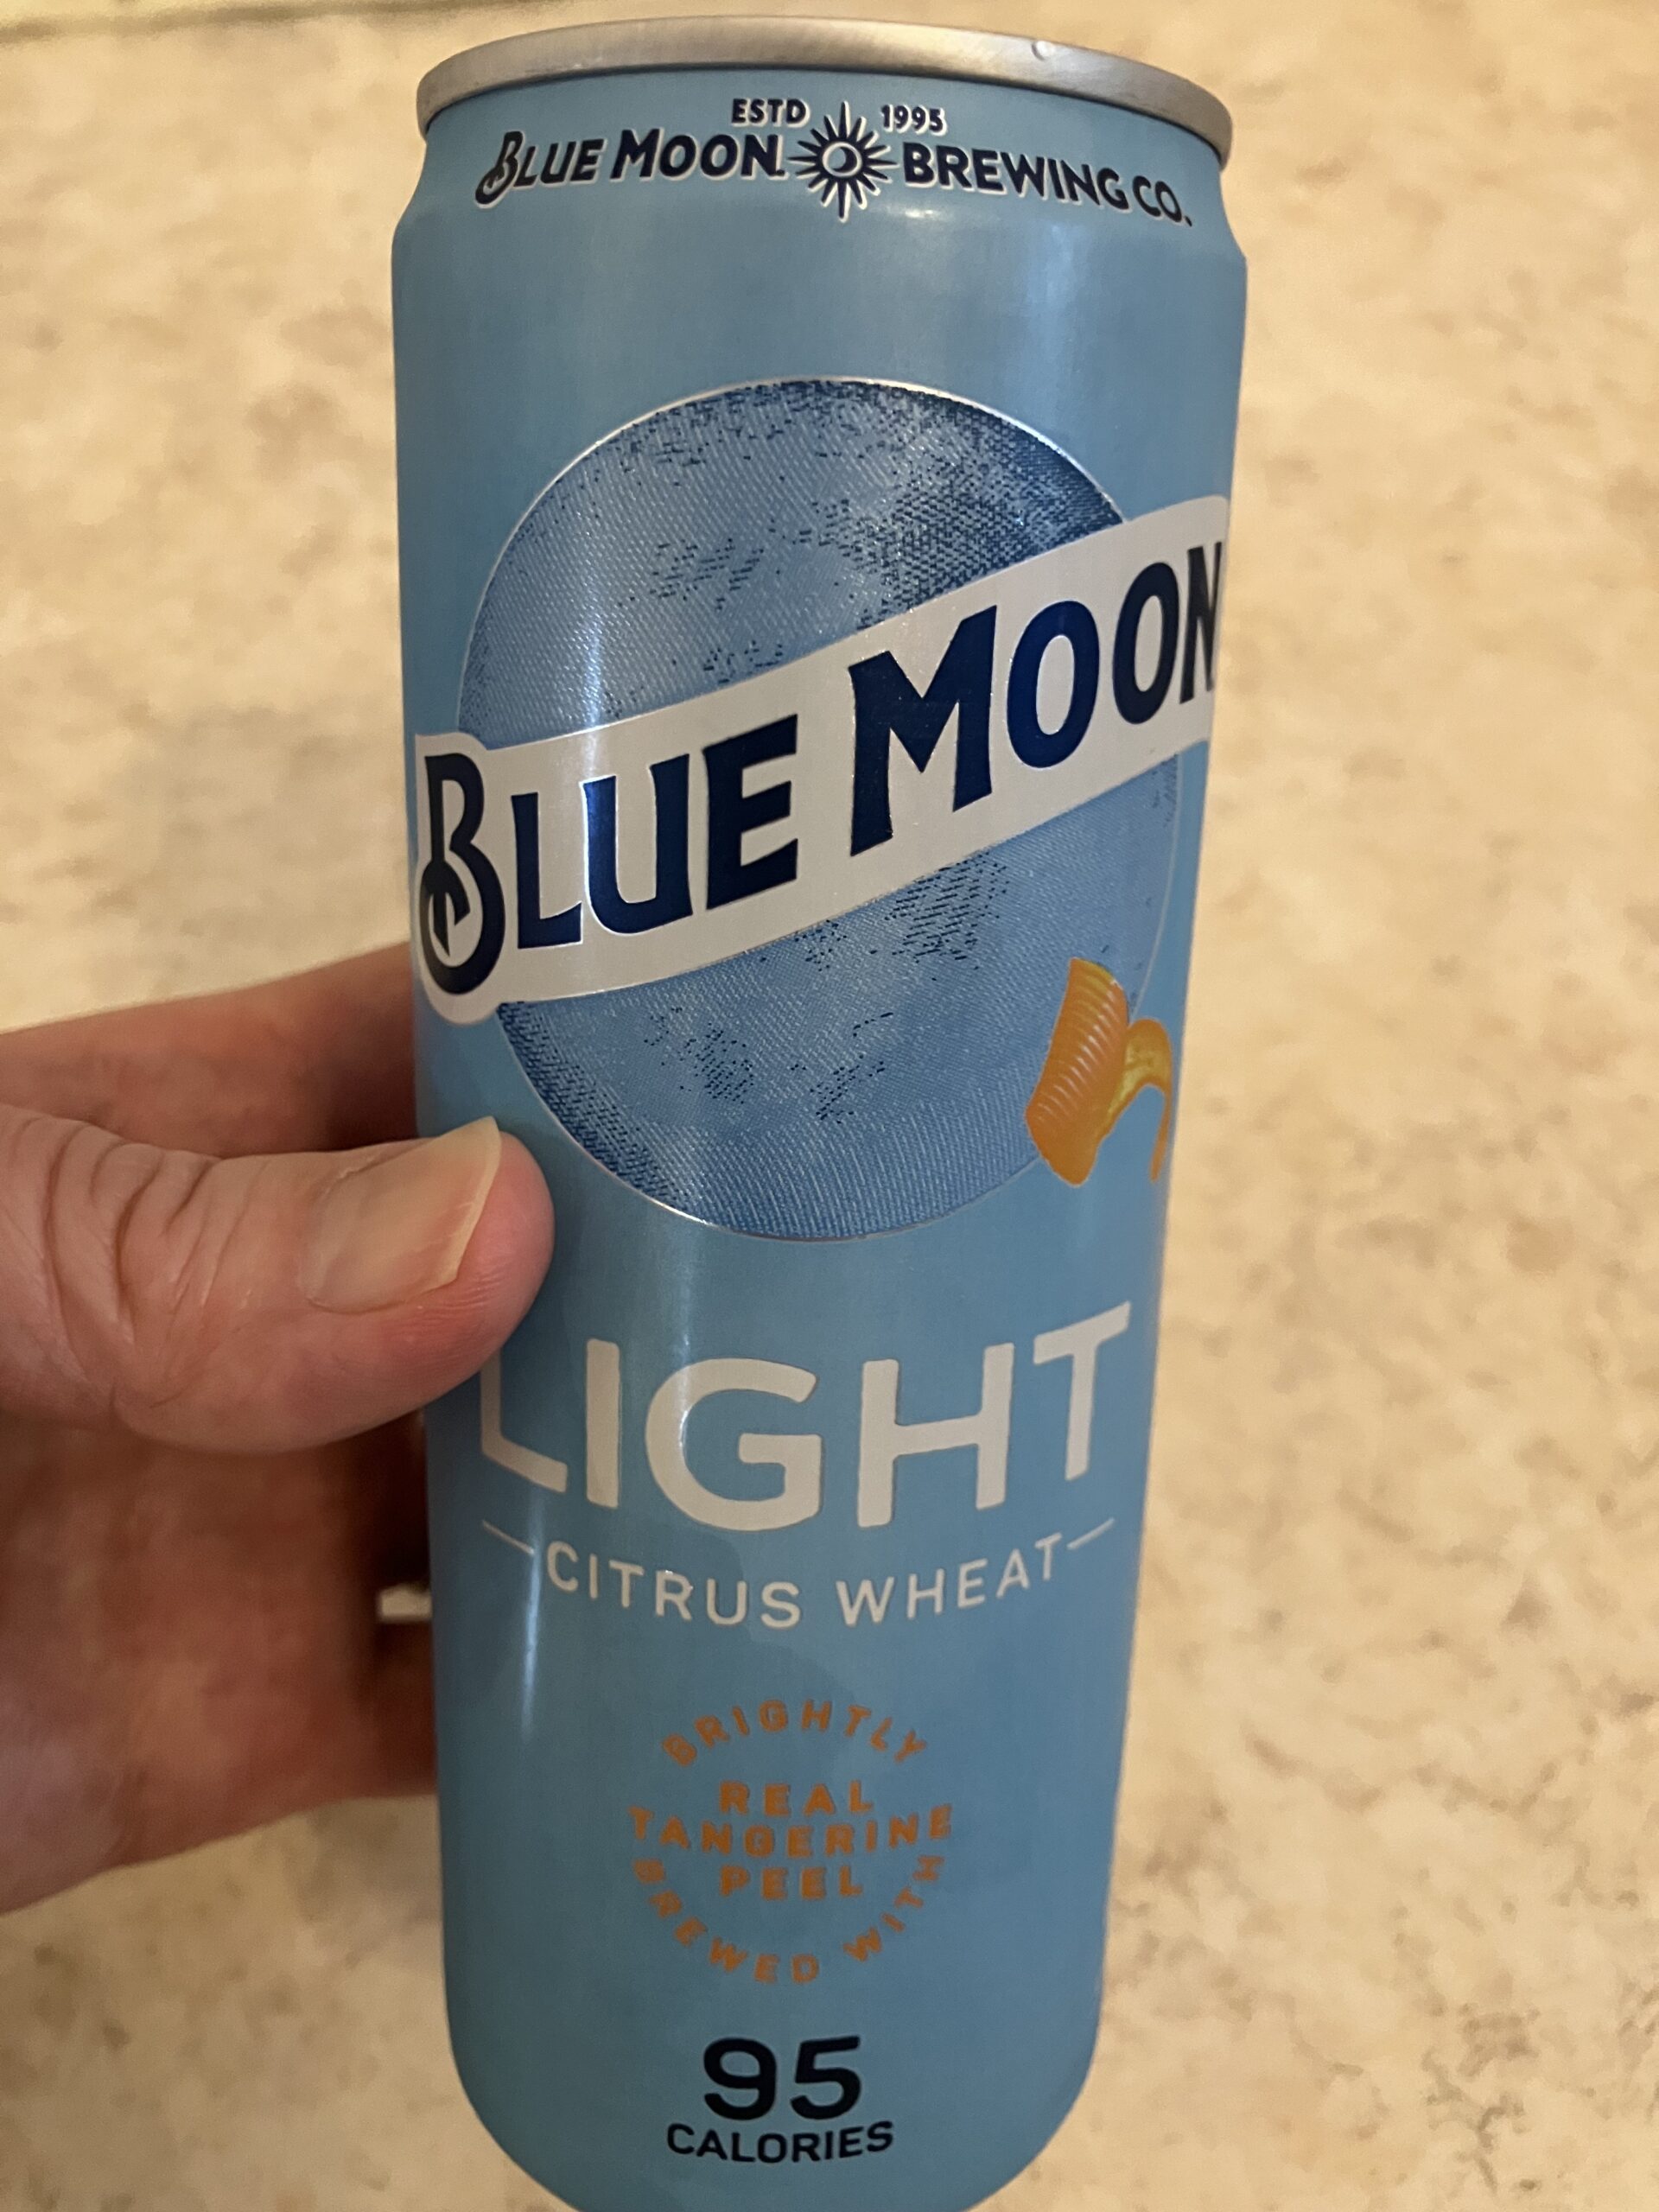 ESTD 1995
BLUE MOON BREWING CO.
BLUE MOON
LIGHT
CITRUS WHEAT
BRIGHTLY
REAL
TANGERINE
PEEL
BREWED WITH
95
CALORIES